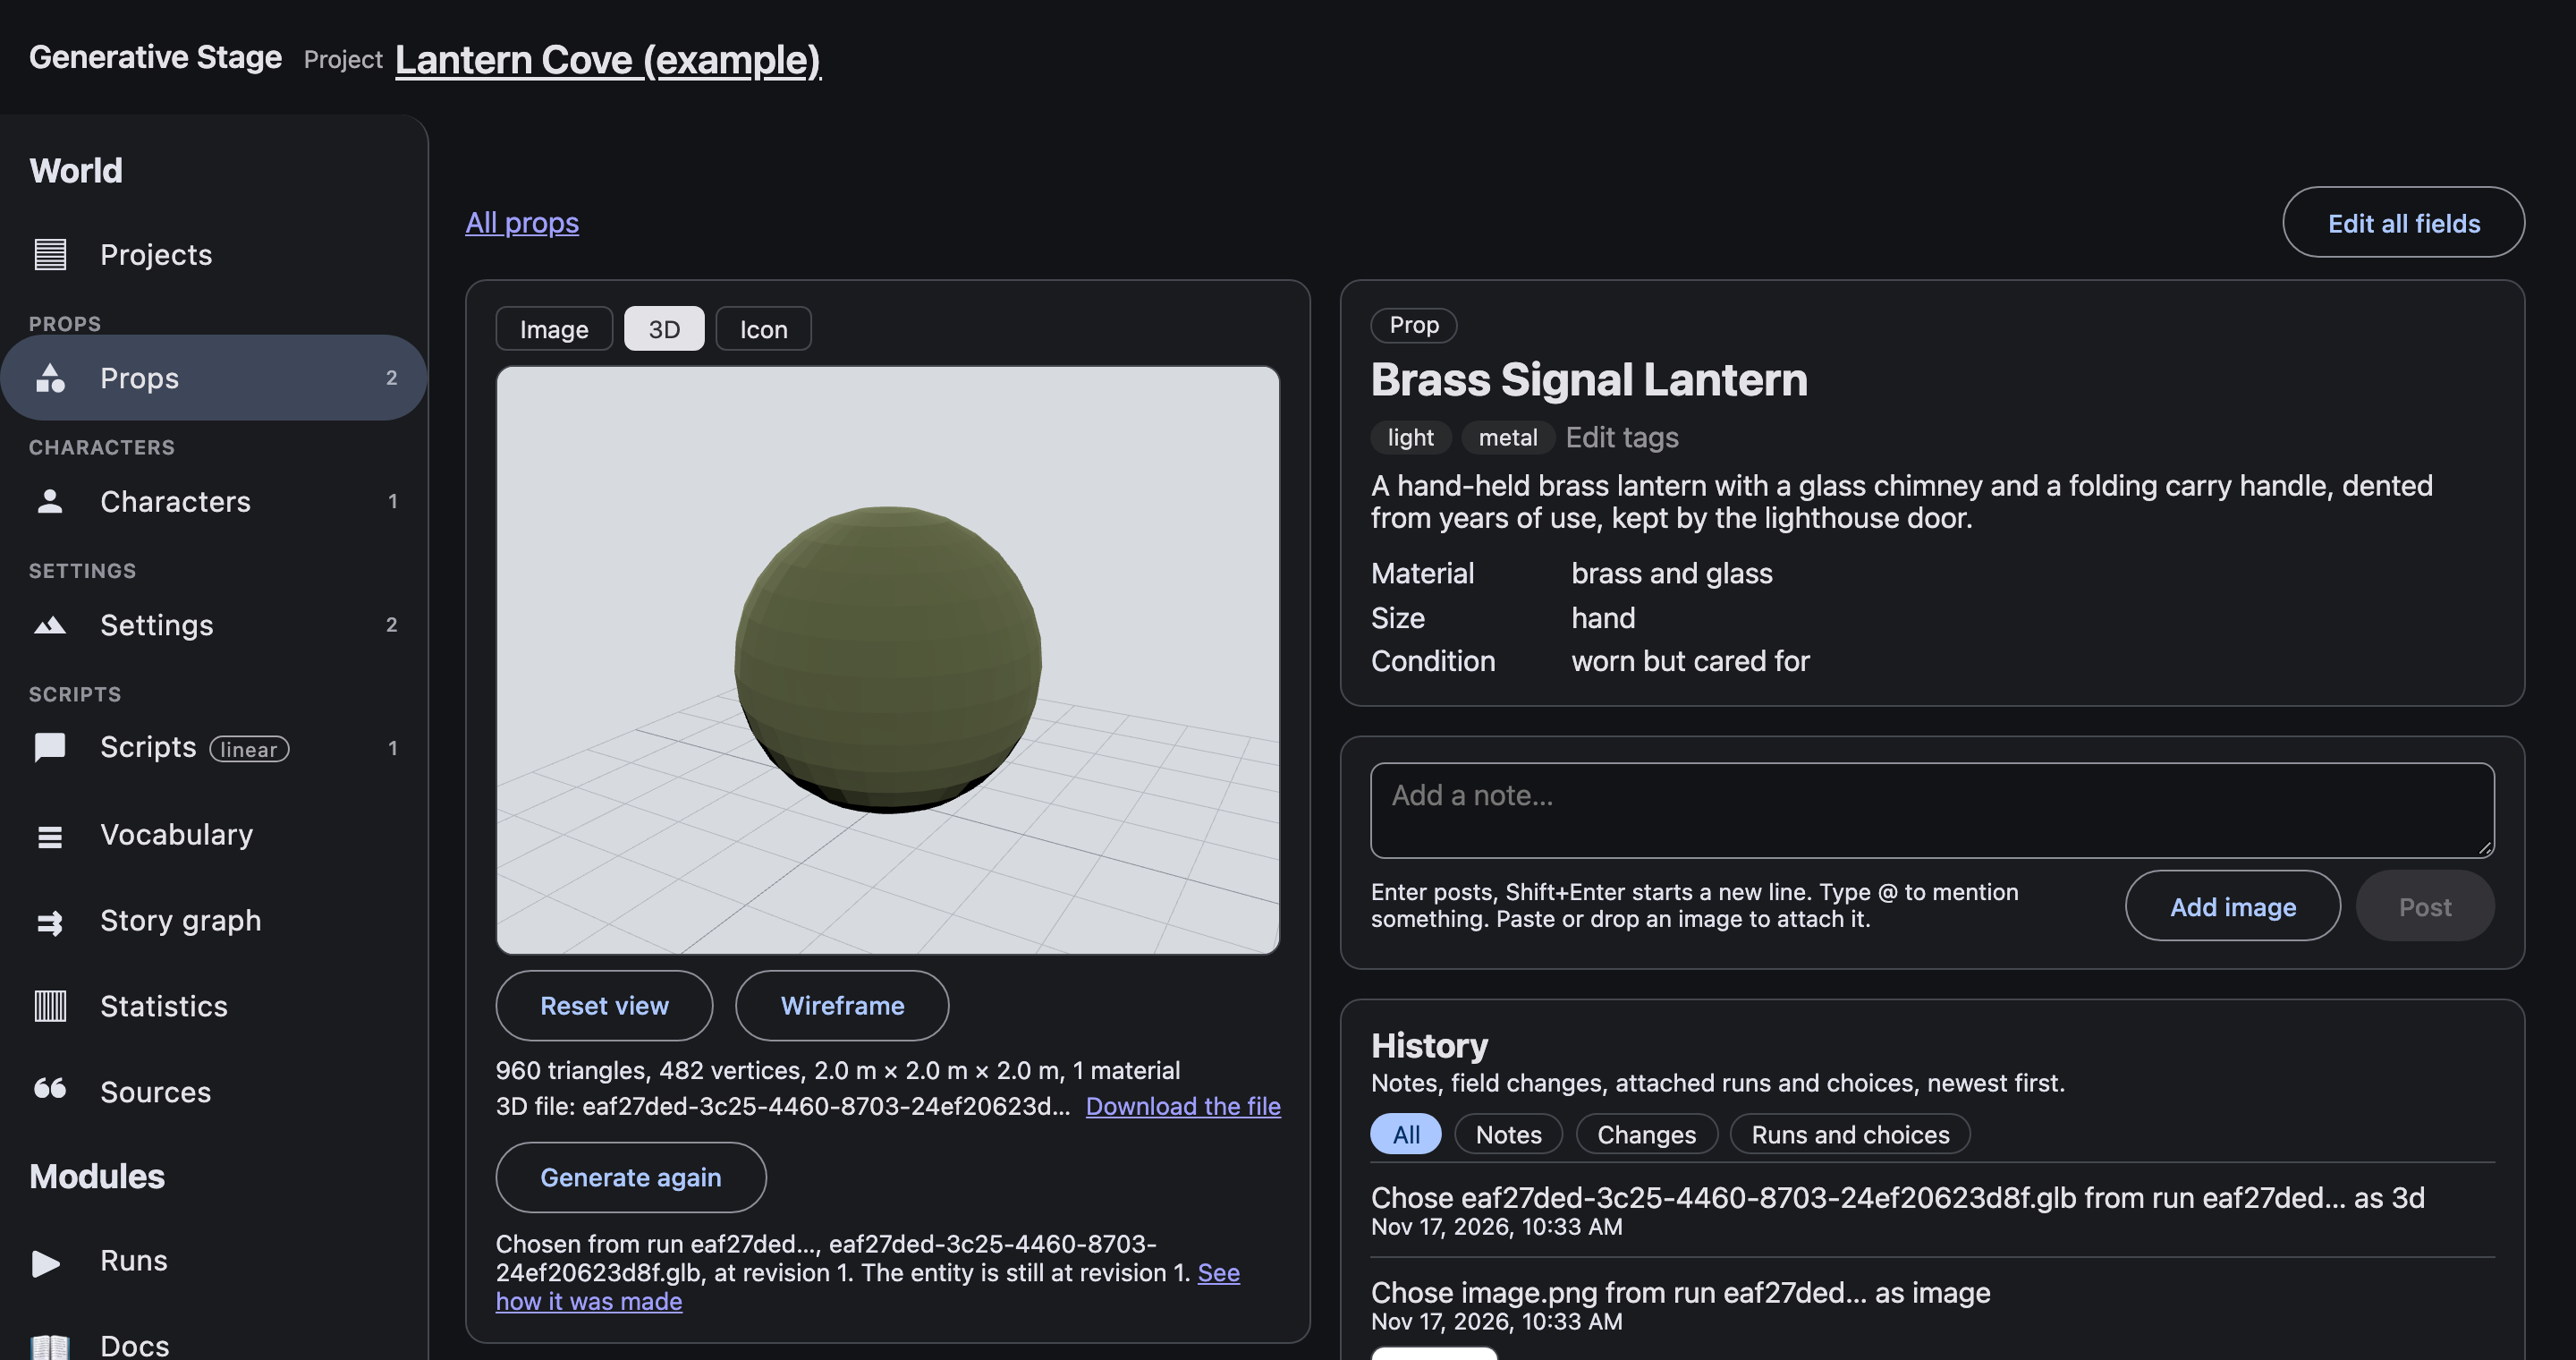 Generative Stage Project Lantern Cove (example)
World
Projects
PROPS
Props 2
CHARACTERS
Characters 1
SETTINGS
Settings 2
SCRIPTS
Scripts linear 1
Vocabulary
Story graph
Statistics
Sources
Modules
Runs
Docs
All props
Edit all fields
Image 3D Icon
Reset view Wireframe
960 triangles, 482 vertices, 2.0 m × 2.0 m × 2.0 m, 1 material
3D file: eaf27ded-3c25-4460-8703-24ef20623d... Download the file
Generate again
Chosen from run eaf27ded..., eaf27ded-3c25-4460-8703-
24ef20623d8f.glb, at revision 1. The entity is still at revision 1. See
how it was made
Prop
Brass Signal Lantern
light metal Edit tags
A hand-held brass lantern with a glass chimney and a folding carry handle, dented
from years of use, kept by the lighthouse door.
Material brass and glass
Size hand
Condition worn but cared for
Add a note...
Enter posts, Shift+Enter starts a new line. Type @ to mention
something. Paste or drop an image to attach it.
Add image Post
History
Notes, field changes, attached runs and choices, newest first.
All Notes Changes Runs and choices
Chose eaf27ded-3c25-4460-8703-24ef20623d8f.glb from run eaf27ded... as 3d
Nov 17, 2026, 10:33 AM
Chose image.png from run eaf27ded... as image
Nov 17, 2026, 10:33 AM